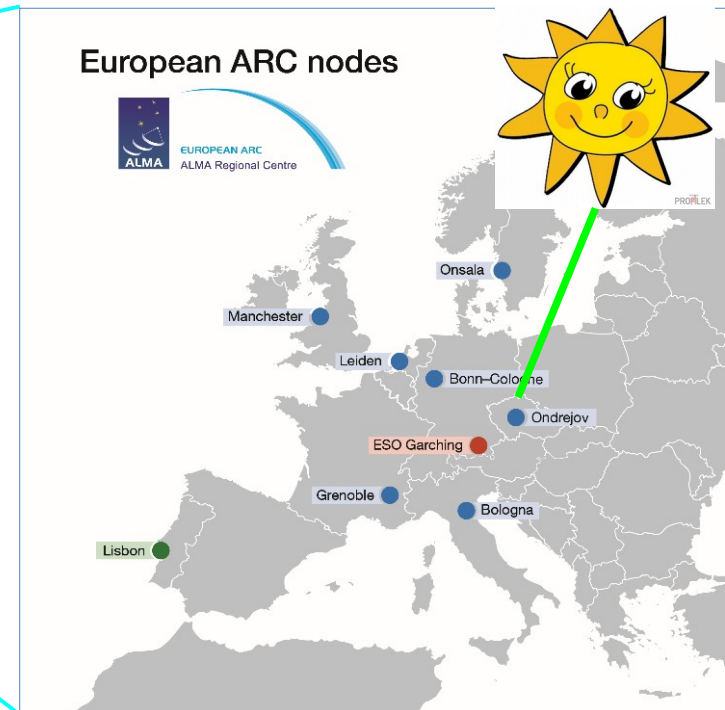 European ARC nodes
ALMA
EUROPEAN ARC
ALMA Regional Centre
PROFILEK
Onsala
Manchester
Leiden
Bonn–Cologne
Ondrejov
ESO Garching
Grenoble
Bologna
Lisbon